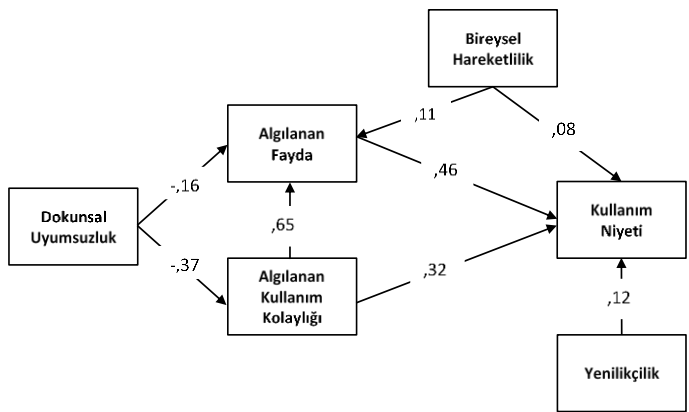 Bireysel
Hareketlilik
,11
,08
Algılanan
Fayda
-,16
,46
Dokunsal
Uyumsuzluk
,65
Kullanım
Niyeti
-,37
Algılanan
Kullanım
Kolaylığı
,32
,12
Yenilikçilik